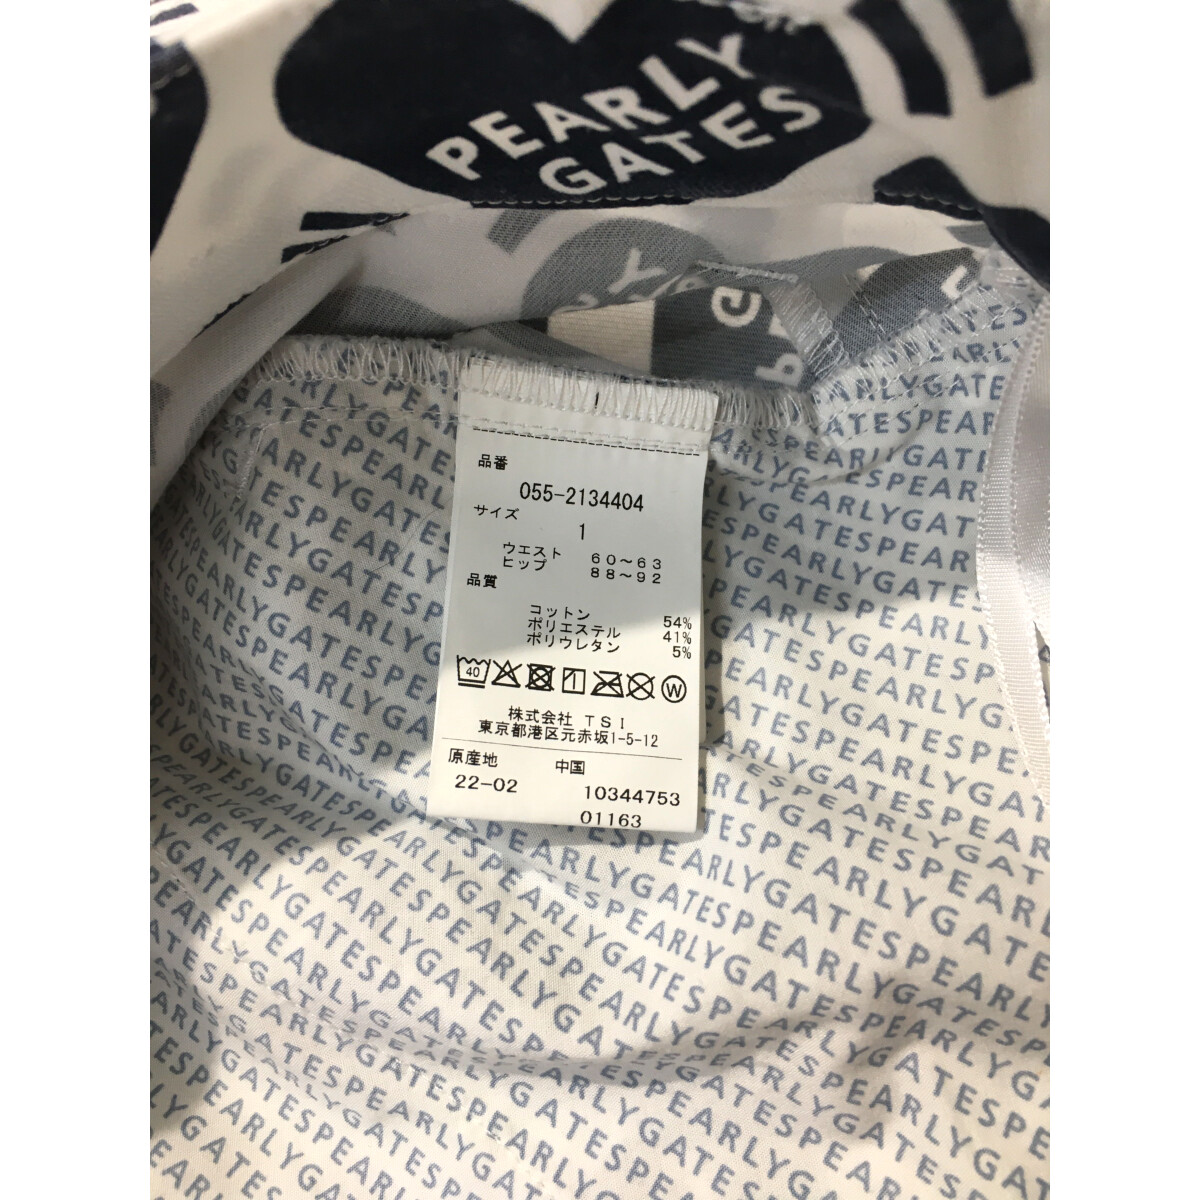 PEARLY
GATES
品番
055-2134404
サイズ
1
ウエスト 60～63
ヒップ 88～92
品質
コットン 54%
ポリエステル 41%
ポリウレタン 5%
40
W
株式会社 TSI
東京都港区元赤坂1-5-12
原産地 中国
22-02 10344753
01163
PEARLYGATESPEARLYGATES